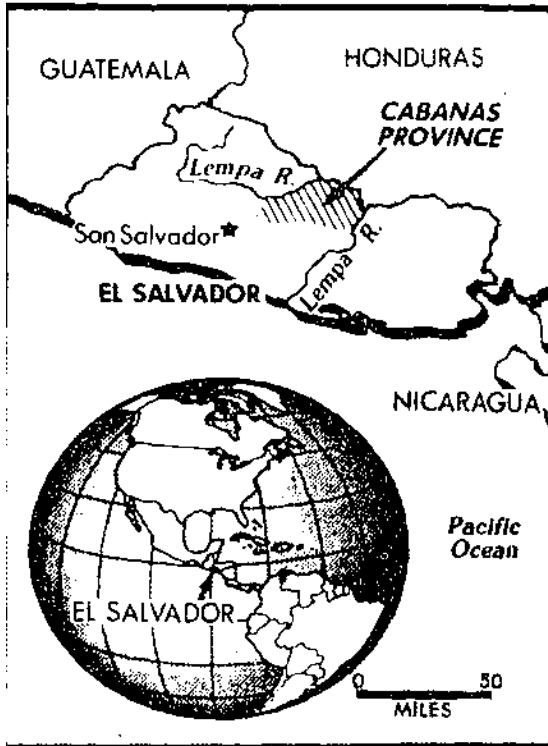 GUATEMALA
HONDURAS
CABANAS
PROVINCE
Lempa R.
San Salvador
Lempa R.
EL SALVADOR
NICARAGUA
Pacific
Ocean
EL SALVADOR
0 50
MILES